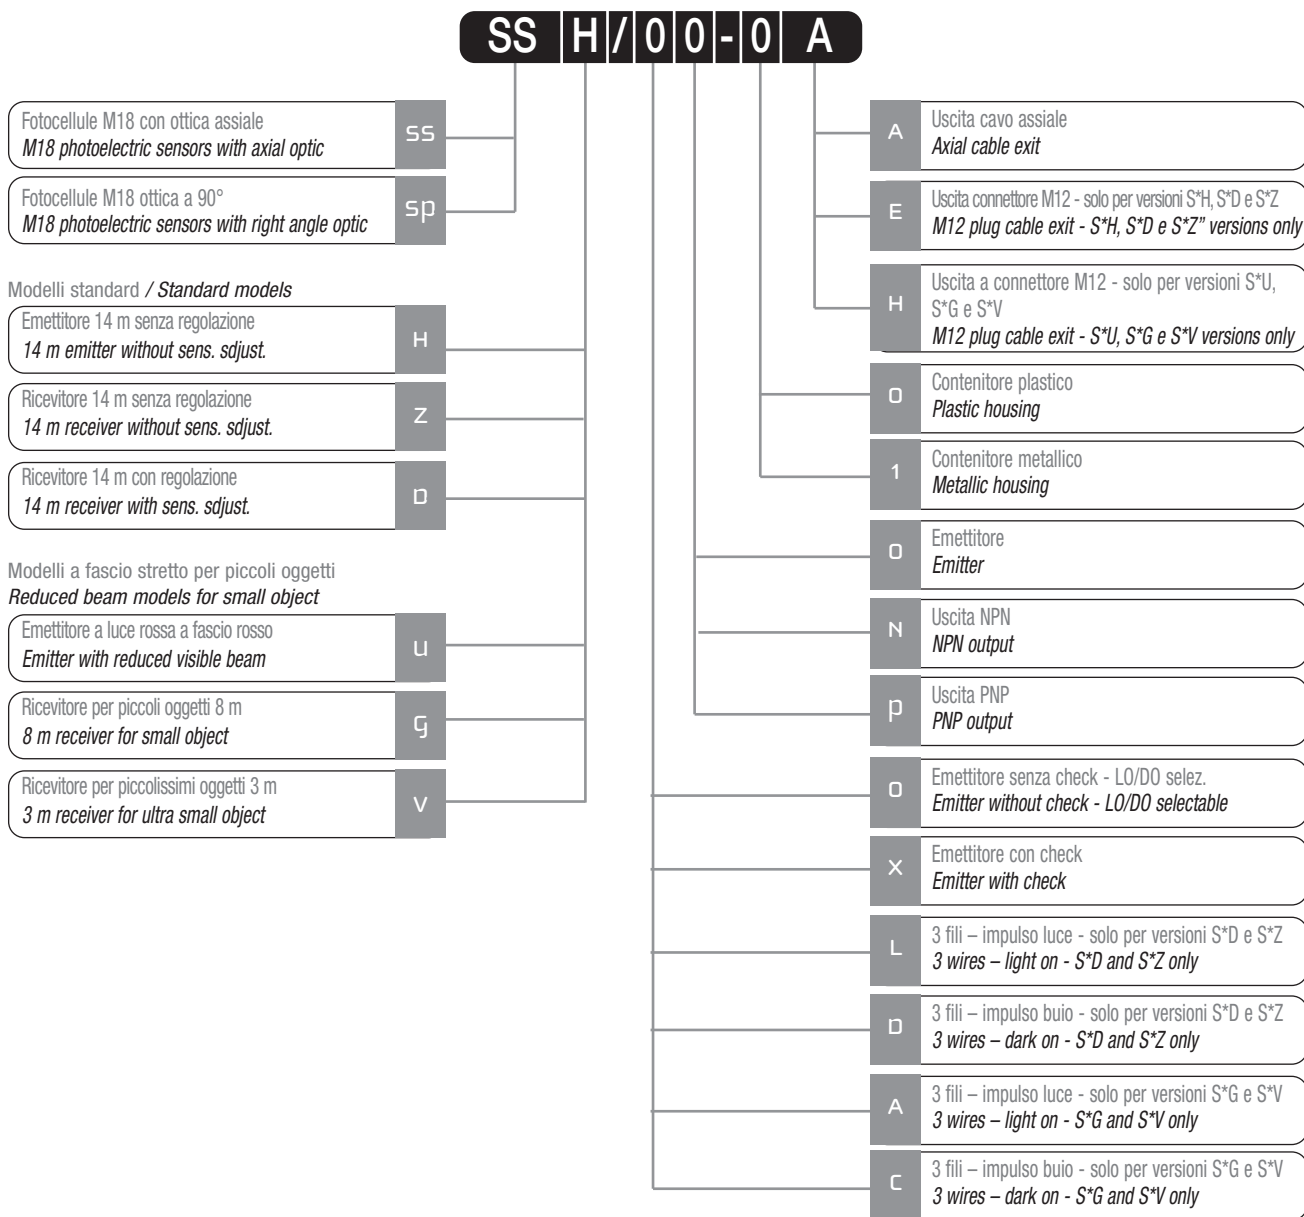 SS H/00-0 A
Fotocellule M18 con ottica assiale
M18 photoelectric sensors with axial optic
SS
Fotocellule M18 ottica a 90°
M18 photoelectric sensors with right angle optic
SP
Modelli standard / Standard models
Emettitore 14 m senza regolazione
14 m emitter without sens. sdjust.
H
Ricevitore 14 m senza regolazione
14 m receiver without sens. sdjust.
Z
Ricevitore 14 m con regolazione
14 m receiver with sens. sdjust.
D
Modelli a fascio stretto per piccoli oggetti
Reduced beam models for small object
Emettitore a luce rossa a fascio rosso
Emitter with reduced visible beam
U
Ricevitore per piccoli oggetti 8 m
8 m receiver for small object
G
Ricevitore per piccolissimi oggetti 3 m
3 m receiver for ultra small object
V
A
Uscita cavo assiale
Axial cable exit
E
Uscita connettore M12 - solo per versioni S*H, S*D e S*Z
M12 plug cable exit - S*H, S*D e S*Z” versions only
H
Uscita a connettore M12 - solo per versioni S*U,
S*G e S*V
M12 plug cable exit - S*U, S*G e S*V versions only
0
Contenitore plastico
Plastic housing
1
Contenitore metallico
Metallic housing
0
Emettitore
Emitter
N
Uscita NPN
NPN output
P
Uscita PNP
PNP output
0
Emettitore senza check - LO/DO selez.
Emitter without check - LO/DO selectable
X
Emettitore con check
Emitter with check
L
3 fili – impulso luce - solo per versioni S*D e S*Z
3 wires – light on - S*D and S*Z only
D
3 fili – impulso buio - solo per versioni S*D e S*Z
3 wires – dark on - S*D and S*Z only
A
3 fili – impulso luce - solo per versioni S*G e S*V
3 wires – light on - S*G and S*V only
C
3 fili – impulso buio - solo per versioni S*G e S*V
3 wires – dark on - S*G and S*V only